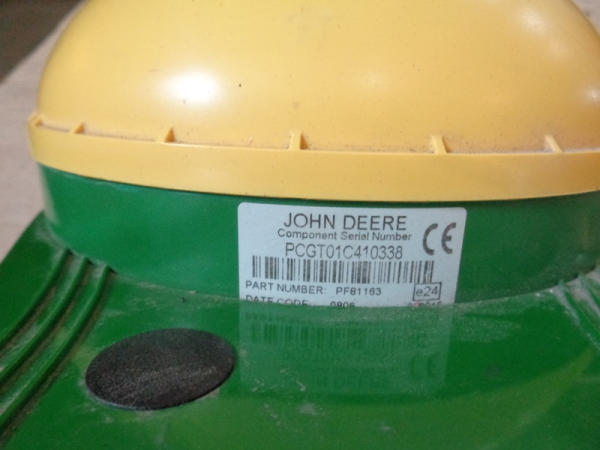 JOHN DEERE
Component Serial Number
CE
PCGT01C410338
PART NUMBER: PF81163
e24
DATE CODE: 0806